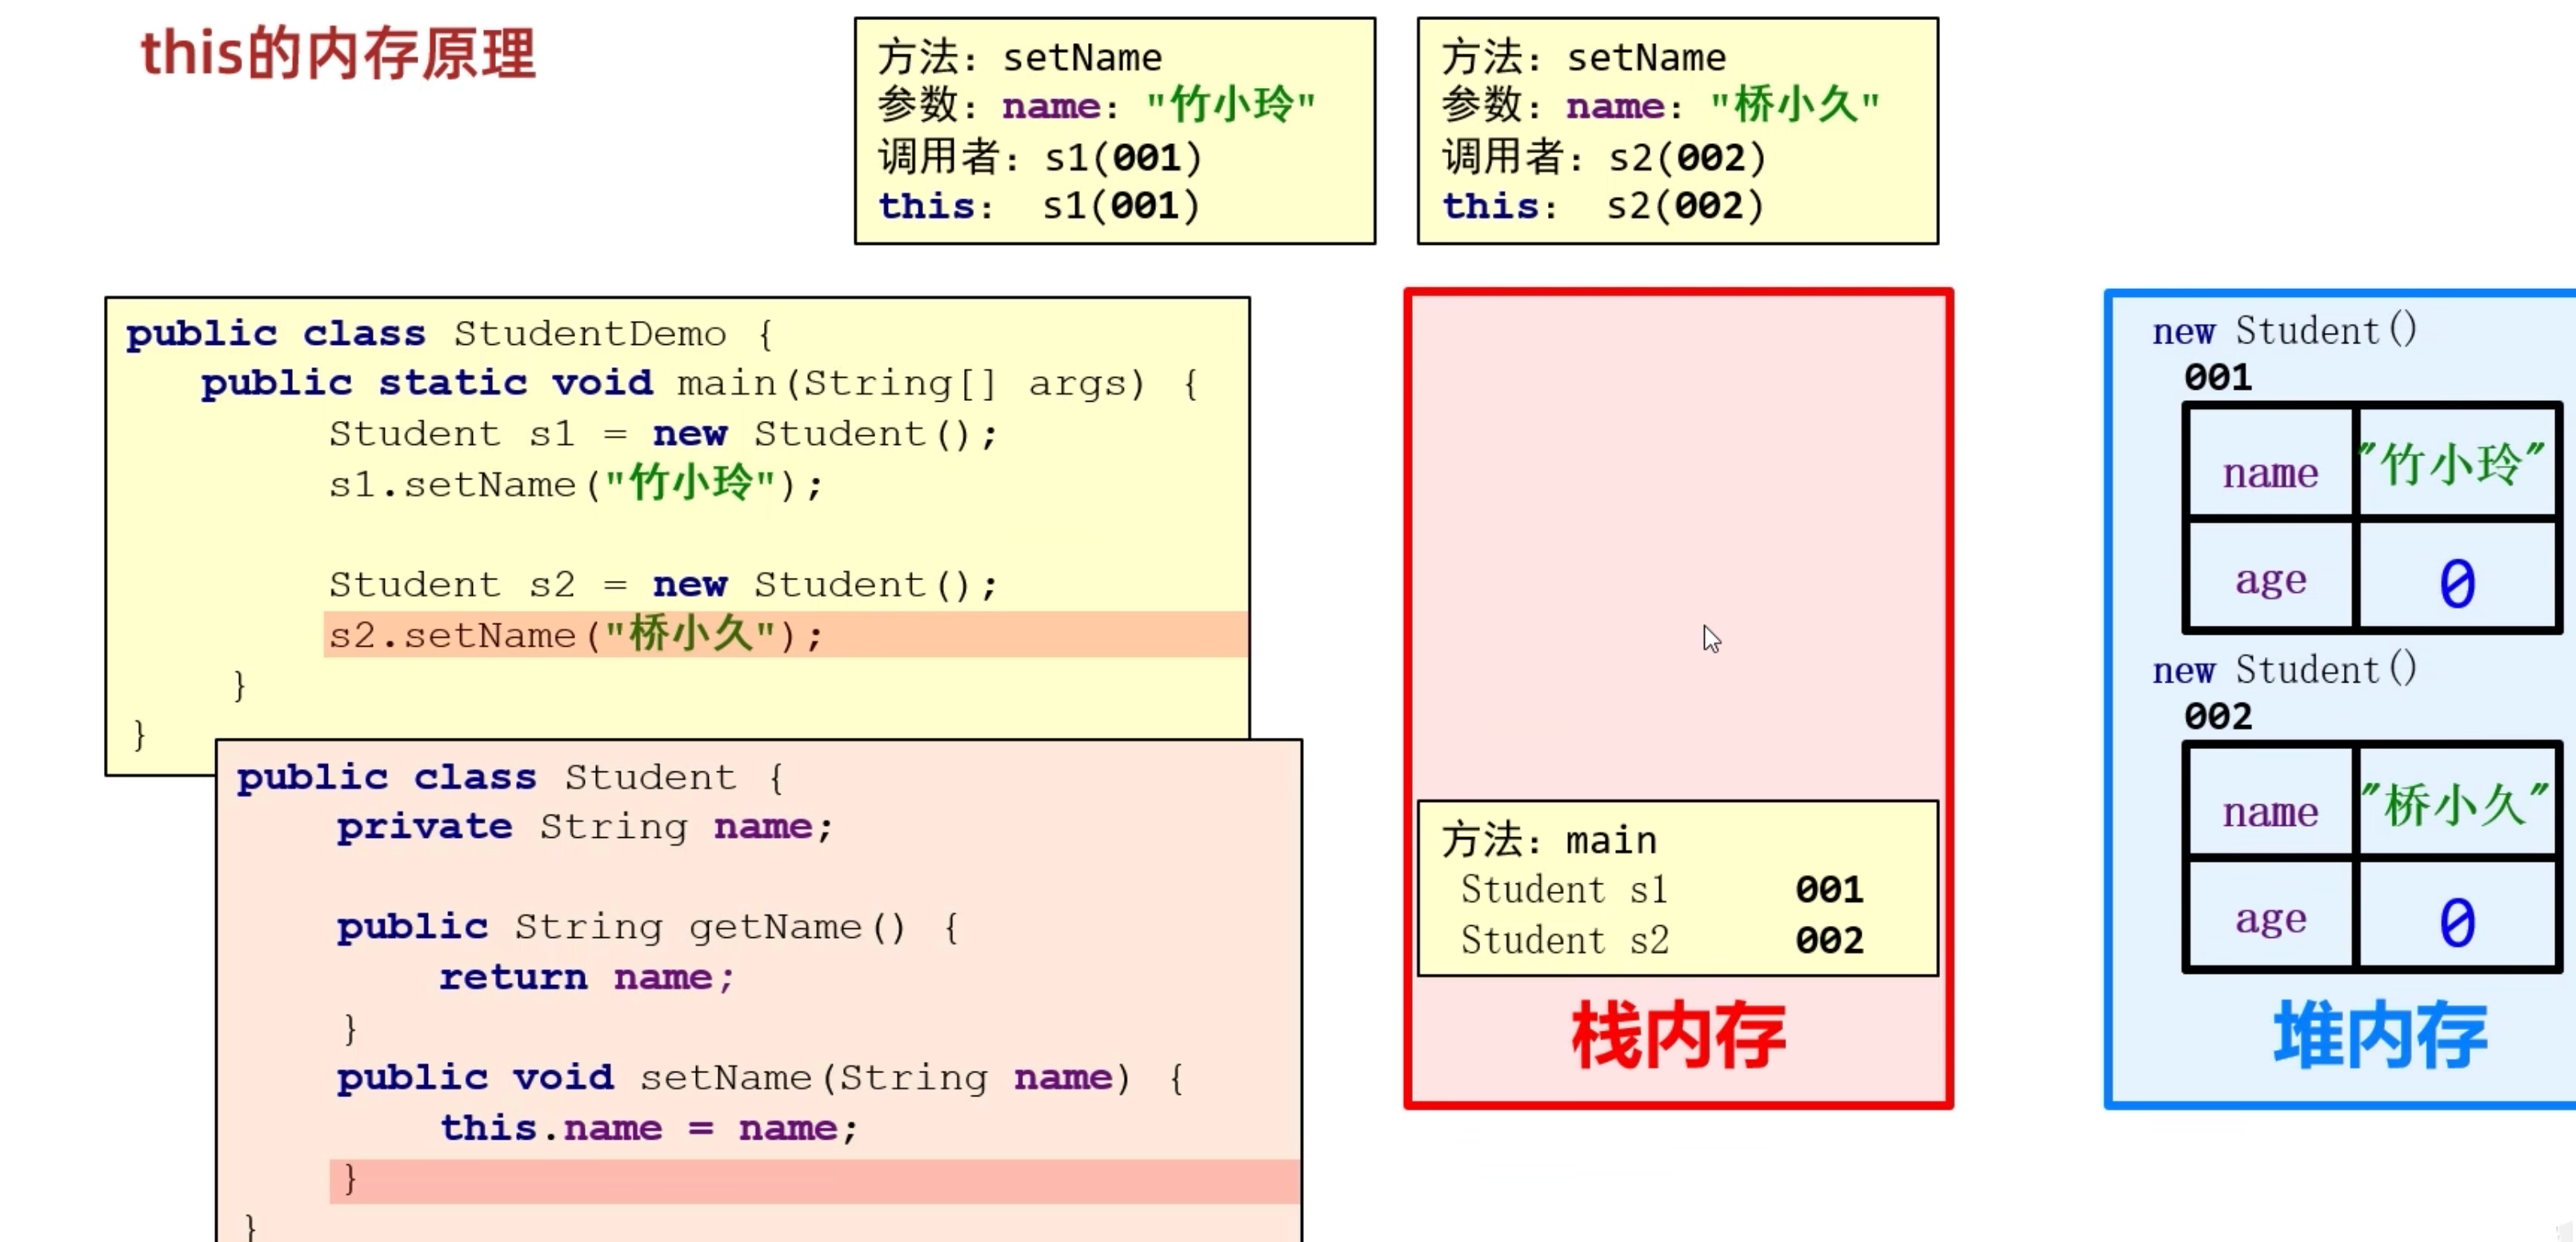 this的内存原理
方法：setName
参数：name："竹小玲"
调用者：s1(001)
this： s1(001)
方法：setName
参数：name："桥小久"
调用者：s2(002)
this： s2(002)
public class StudentDemo {
public static void main(String[] args) {
Student s1 = new Student();
s1.setName("竹小玲");
Student s2 = new Student();
s2.setName("桥小久");
}
}
public class Student {
private String name;
public String getName() {
return name;
}
public void setName(String name) {
this.name = name;
}
}
方法：main
Student s1 001
Student s2 002
栈内存
new Student()
001
name "竹小玲"
age 0
new Student()
002
name "桥小久"
age 0
堆内存